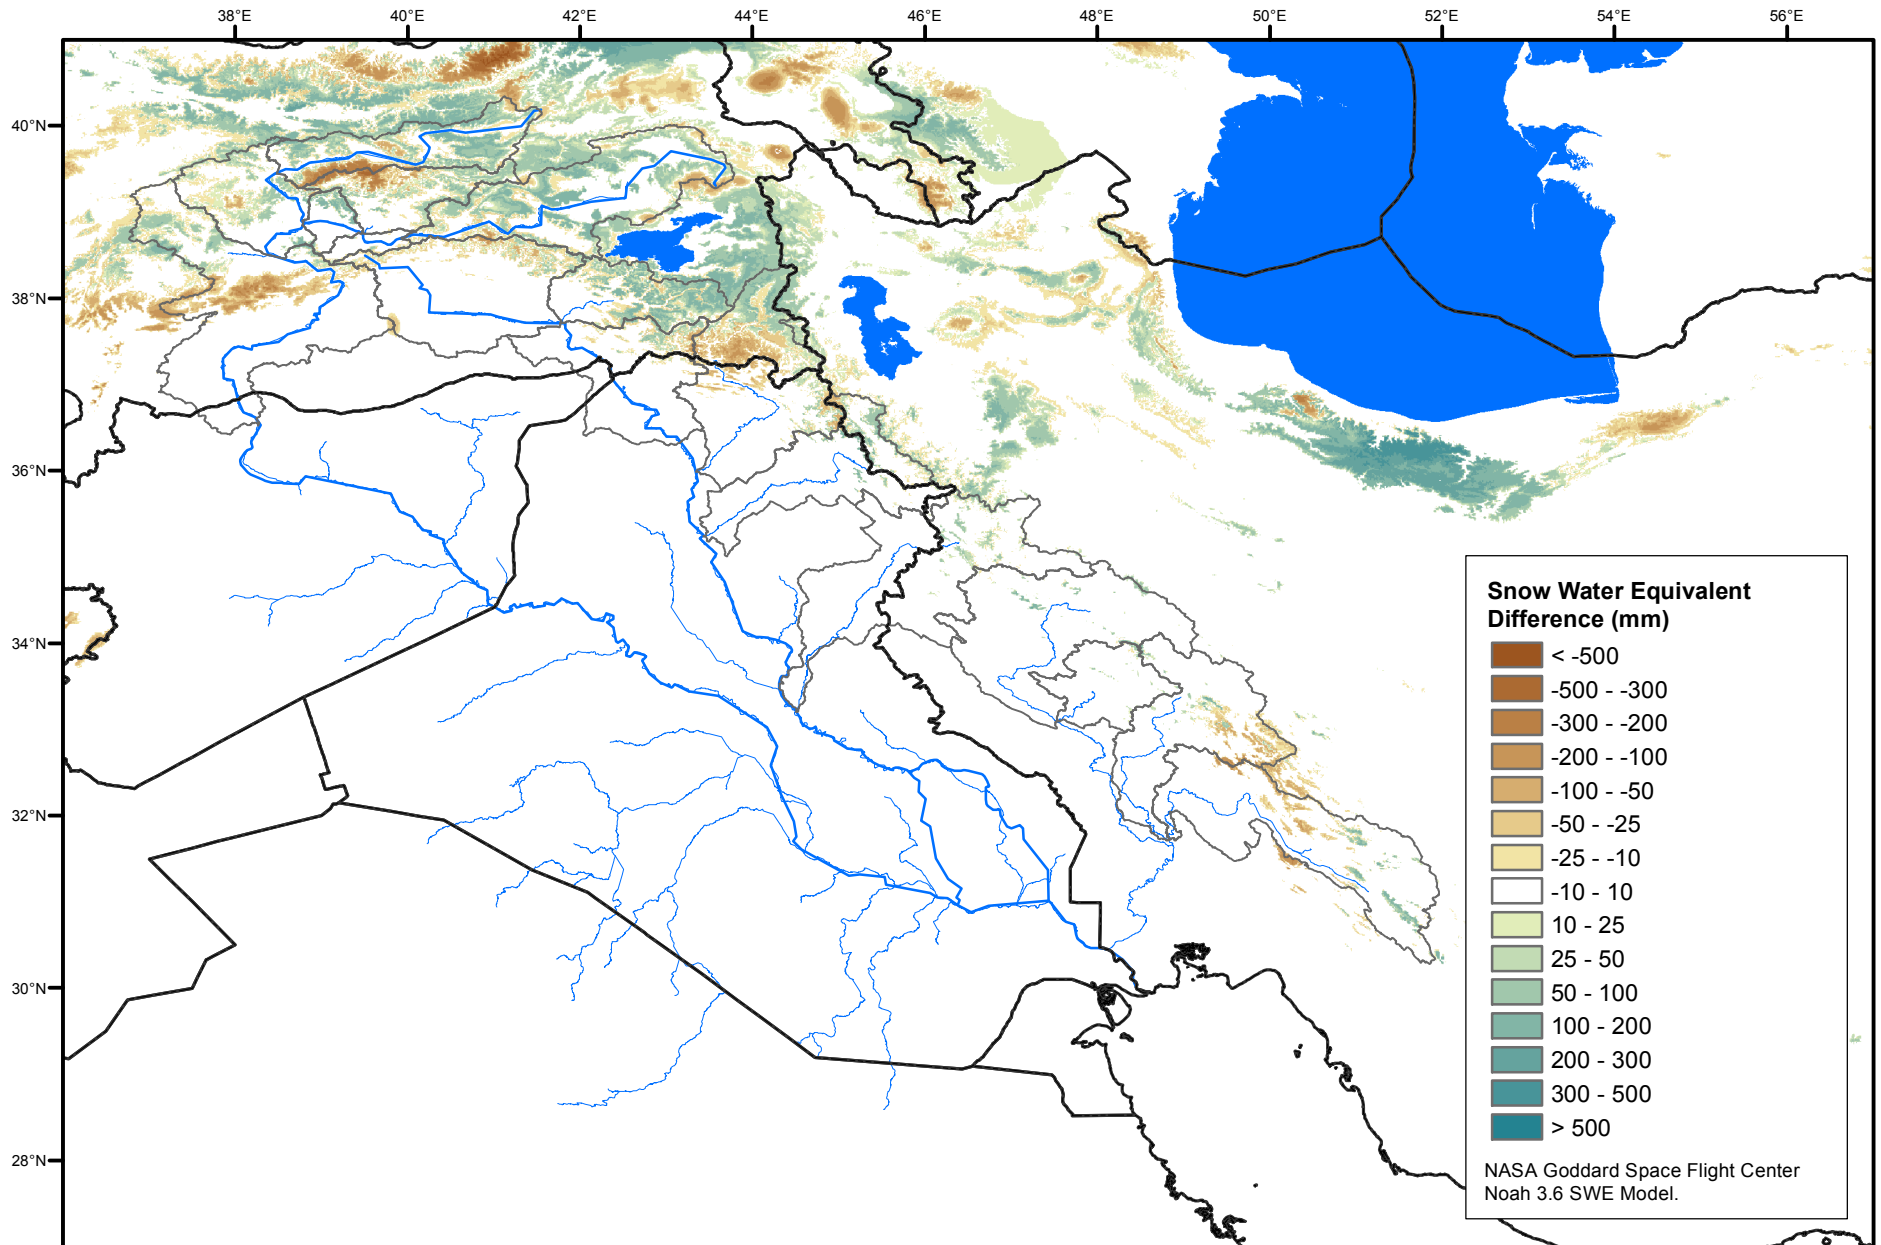 38°E 40°E 42°E 44°E 46°E 48°E 50°E 52°E 54°E 56°E
40°N
38°N
36°N
34°N
32°N
30°N
28°N
Snow Water Equivalent
Difference (mm)
< -500
-500 - -300
-300 - -200
-200 - -100
-100 - -50
-50 - -25
-25 - -10
-10 - 10
10 - 25
25 - 50
50 - 100
100 - 200
200 - 300
300 - 500
> 500
NASA Goddard Space Flight Center
Noah 3.6 SWE Model.